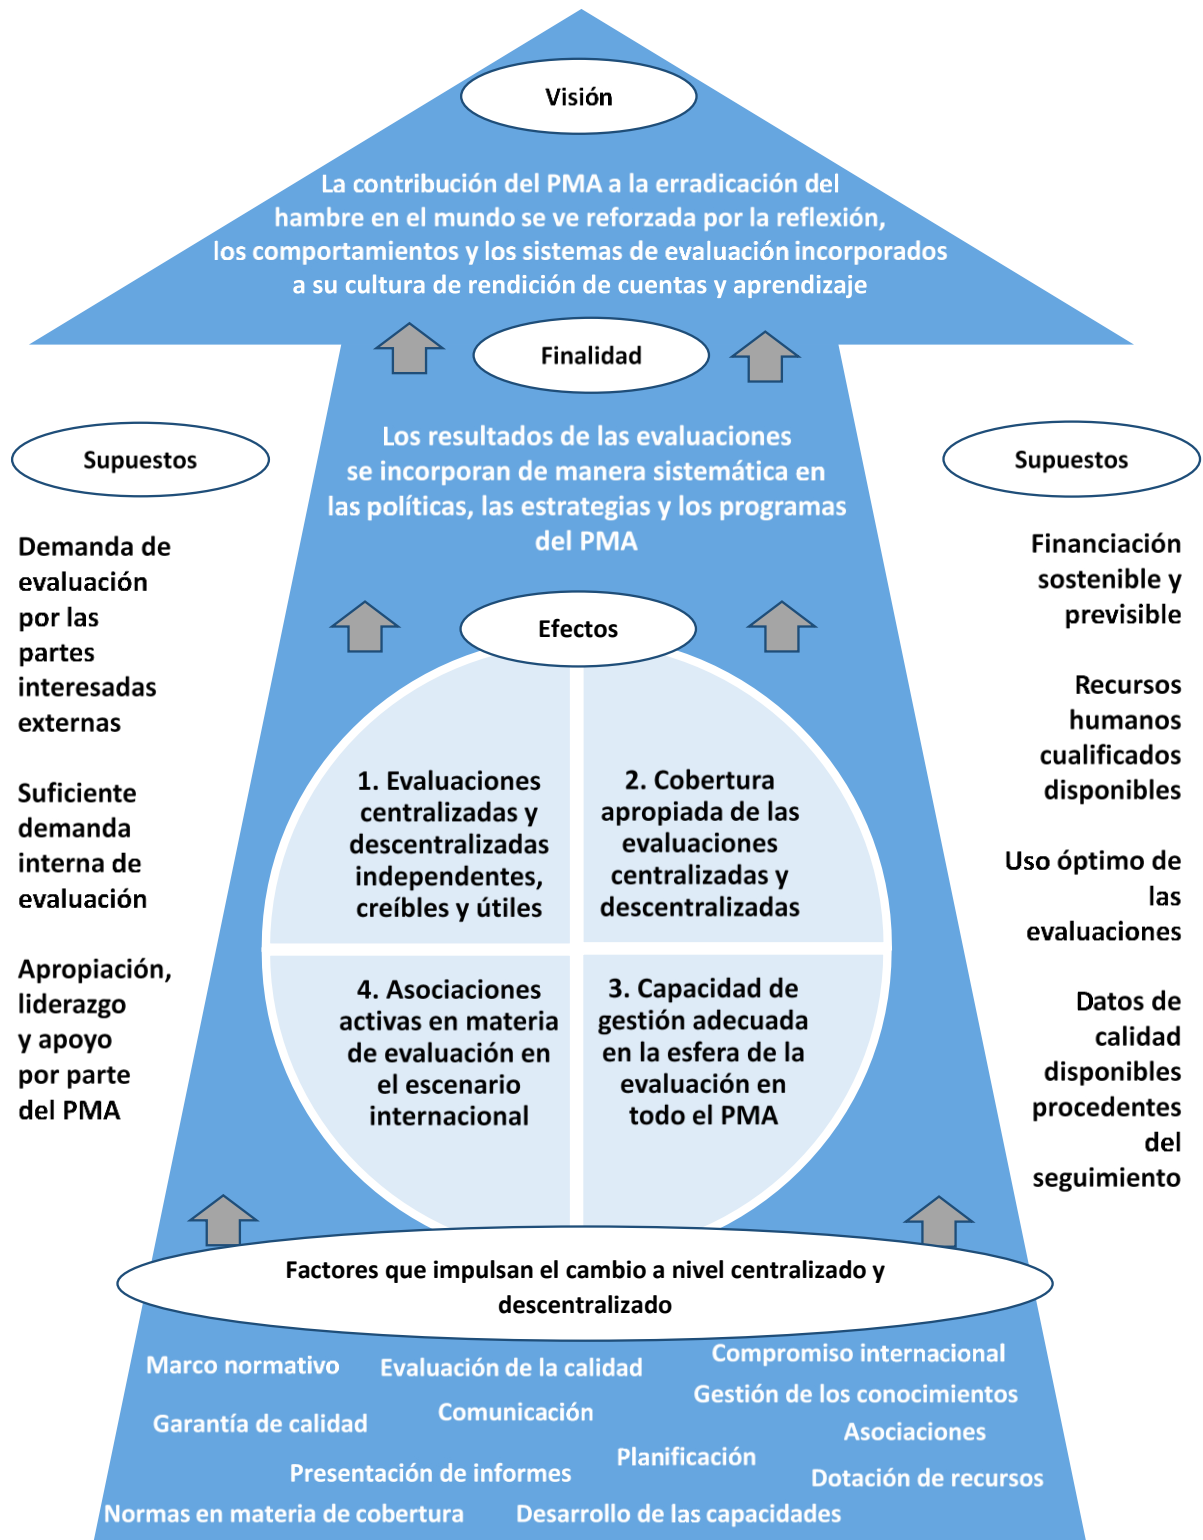 Visión
La contribución del PMA a la erradicación del
hambre en el mundo se ve reforzada por la reflexión,
los comportamientos y los sistemas de evaluación incorporados
a su cultura de rendición de cuentas y aprendizaje
Finalidad
Los resultados de las evaluaciones
se incorporan de manera sistemática en
las políticas, las estrategias y los programas
del PMA
Supuestos
Demanda de
evaluación
por las
partes
interesadas
externas
Suficiente
demanda
interna de
evaluación
Apropiación,
liderazgo
y apoyo
por parte
del PMA
Supuestos
Financiación
sostenible y
previsible
Recursos
humanos
cualificados
disponibles
Uso óptimo de
las
evaluaciones
Datos de
calidad
disponibles
procedentes
del
seguimiento
Efectos
1. Evaluaciones
centralizadas y
descentralizadas
independentes,
creíbles y útiles
2. Cobertura
apropiada de las
evaluaciones
centralizadas y
descentralizadas
4. Asociaciones
activas en materia
de evaluación en
el escenario
internacional
3. Capacidad de
gestión adecuada
en la esfera de la
evaluación en
todo el PMA
Factores que impulsan el cambio a nivel centralizado y
descentralizado
Marco normativo
Evaluación de la calidad
Compromiso internacional
Gestión de los conocimientos
Garantía de calidad
Comunicación
Asociaciones
Planificación
Presentación de informes
Dotación de recursos
Normas en materia de cobertura
Desarrollo de las capacidades